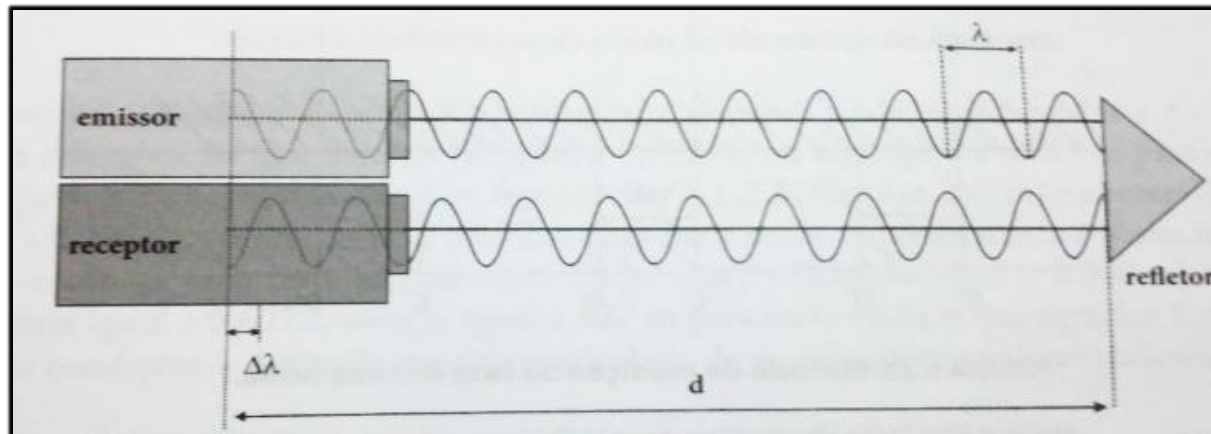 λ
emissor
receptor
refletor
Δλ
d